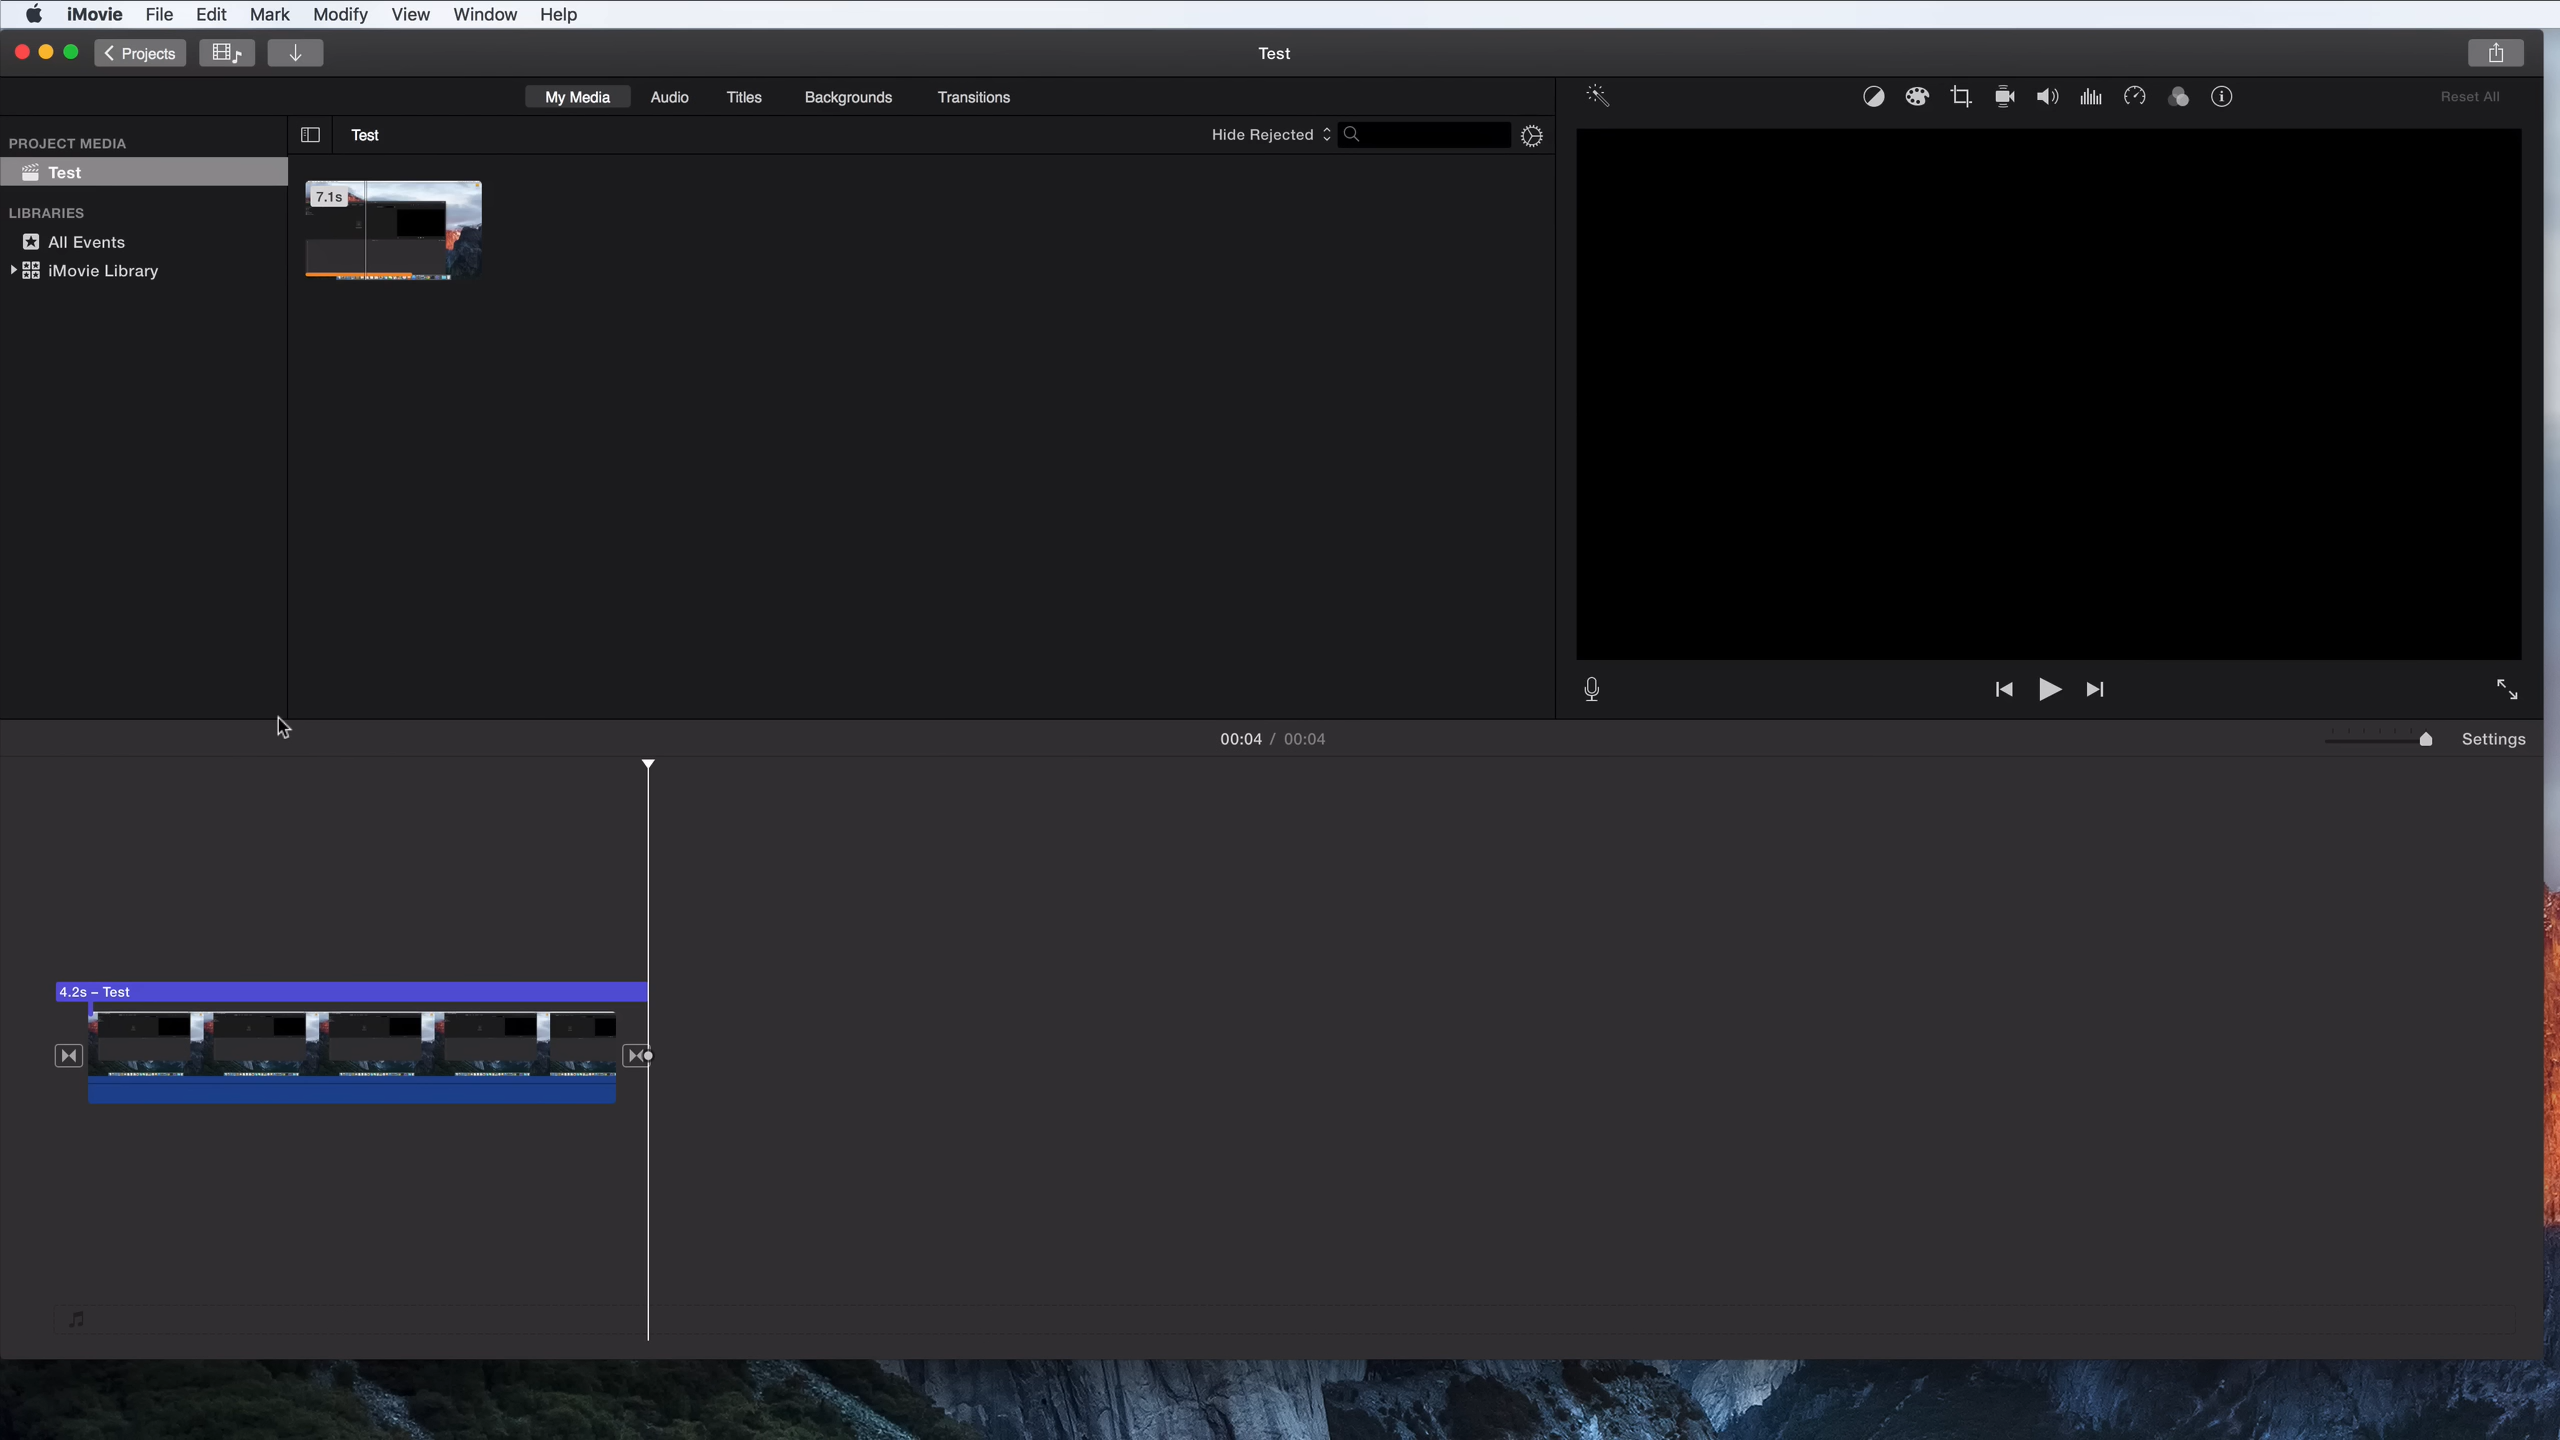 iMovie File Edit Mark Modify View Window Help
Projects
Test
My Media Audio Titles Backgrounds Transitions
Reset All
PROJECT MEDIA
Test
LIBRARIES
All Events
iMovie Library
Test
Hide Rejected
7.1s
00:04 / 00:04
Settings
4.2s – Test